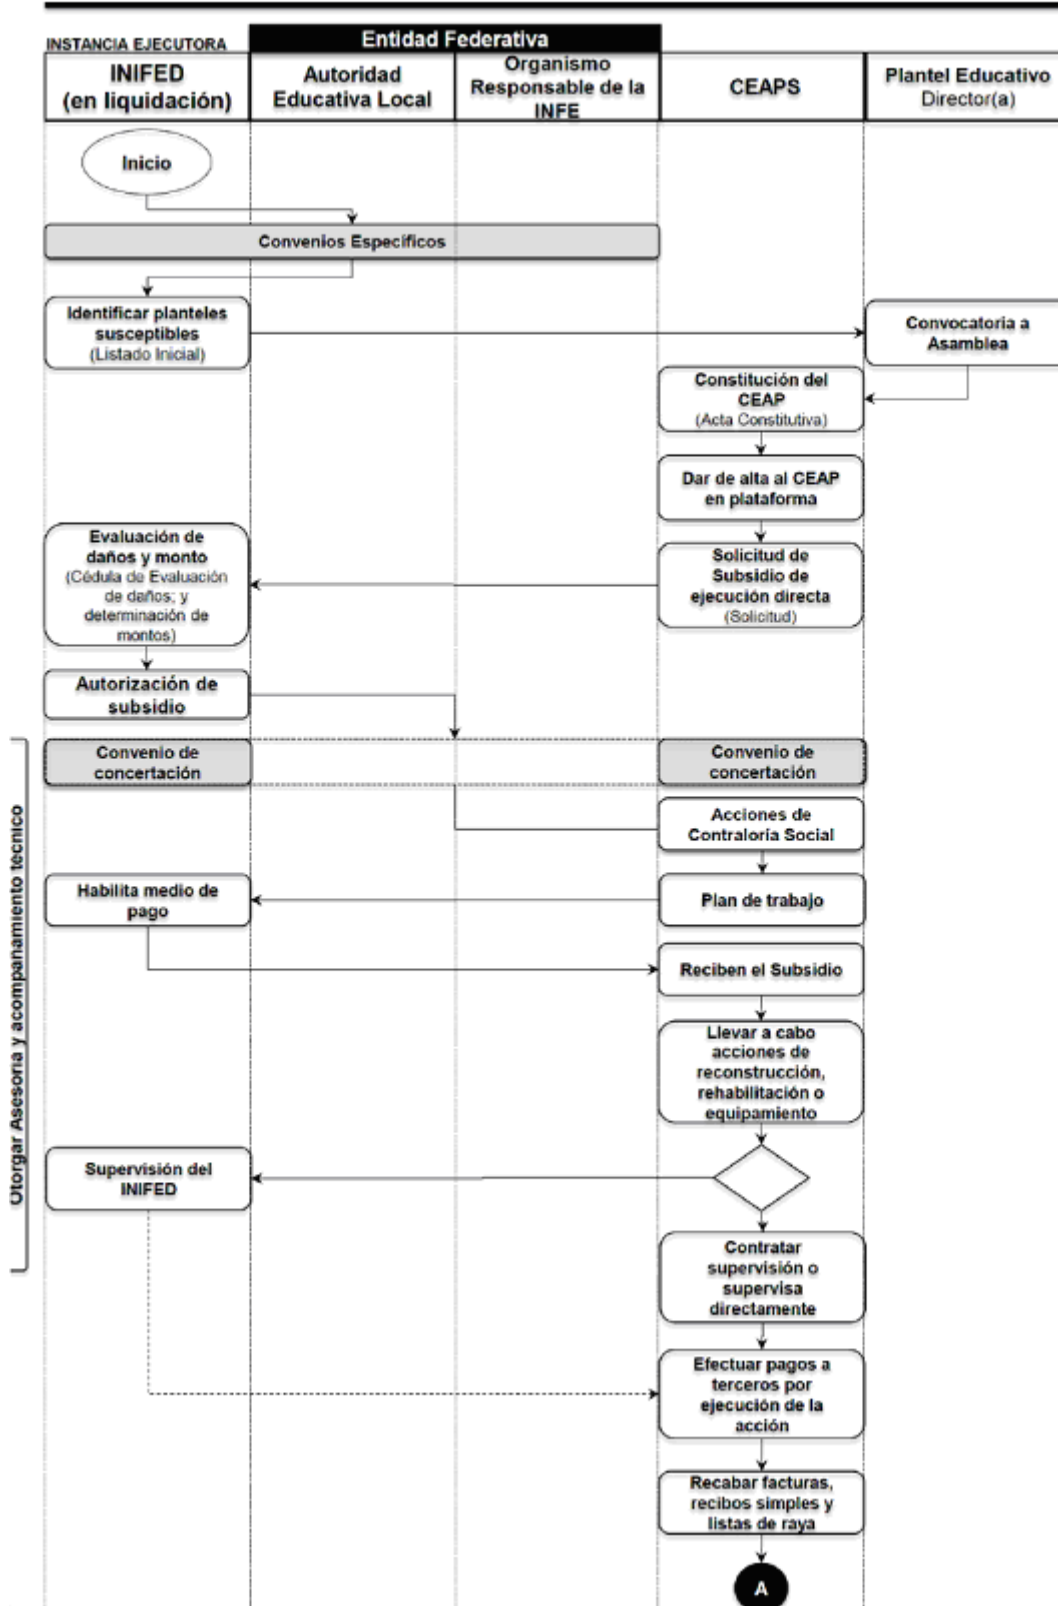 INSTANCIA EJECUTORA
Entidad Federativa
INIFED
(en liquidación)
Autoridad
Educativa Local
Organismo
Responsable de la
INFE
CEAPS
Plantel Educativo
Director(a)
Inicio
Convenios Específicos
Identificar planteles
susceptibles
(Listado Inicial)
Convocatoria a
Asamblea
Constitución del
CEAP
(Acta Constitutiva)
Dar de alta al CEAP
en plataforma
Evaluación de
daños y monto
(Cédula de Evaluación
de daños; y
determinación de
montos)
Solicitud de
Subsidio de
ejecución directa
(Solicitud)
Autorización de
subsidio
Otorgar Asesoría y acompanamiento tecnico
Convenio de
concertación
Convenio de
concertación
Acciones de
Contraloría Social
Habilita medio de
pago
Plan de trabajo
Reciben el Subsidio
Llevar a cabo
acciones de
reconstrucción,
rehabilitación o
equipamiento
Supervisión del
INIFED
Contratar
supervisión o
supervisa
directamente
Efectuar pagos a
terceros por
ejecución de la
acción
Recabar facturas,
recibos simples y
listas de raya
A